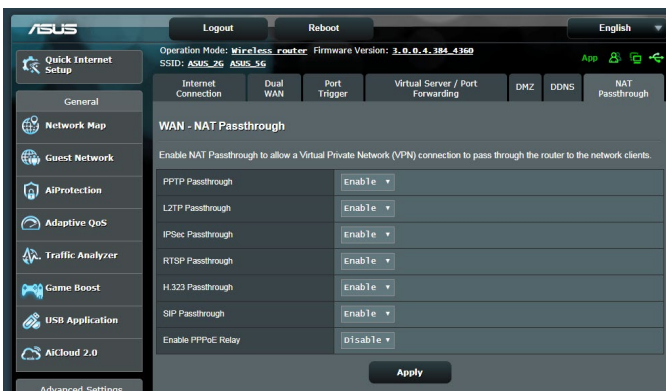 ASUS
Logout
Reboot
English
Quick Internet Setup
Operation Mode: Wireless router Firmware Version: 3.0.0.4.384_4360
SSID: ASUS_2G ASUS_5G
App
General
Network Map
Guest Network
AiProtection
Adaptive QoS
Traffic Analyzer
Game Boost
USB Application
AiCloud 2.0
Advanced Settings
Internet Connection
Dual WAN
Port Trigger
Virtual Server / Port Forwarding
DMZ
DDNS
NAT Passthrough
WAN - NAT Passthrough
Enable NAT Passthrough to allow a Virtual Private Network (VPN) connection to pass through the router to the network clients.
PPTP Passthrough Enable
L2TP Passthrough Enable
IPSec Passthrough Enable
RTSP Passthrough Enable
H.323 Passthrough Enable
SIP Passthrough Enable
Enable PPPoE Relay Disable
Apply